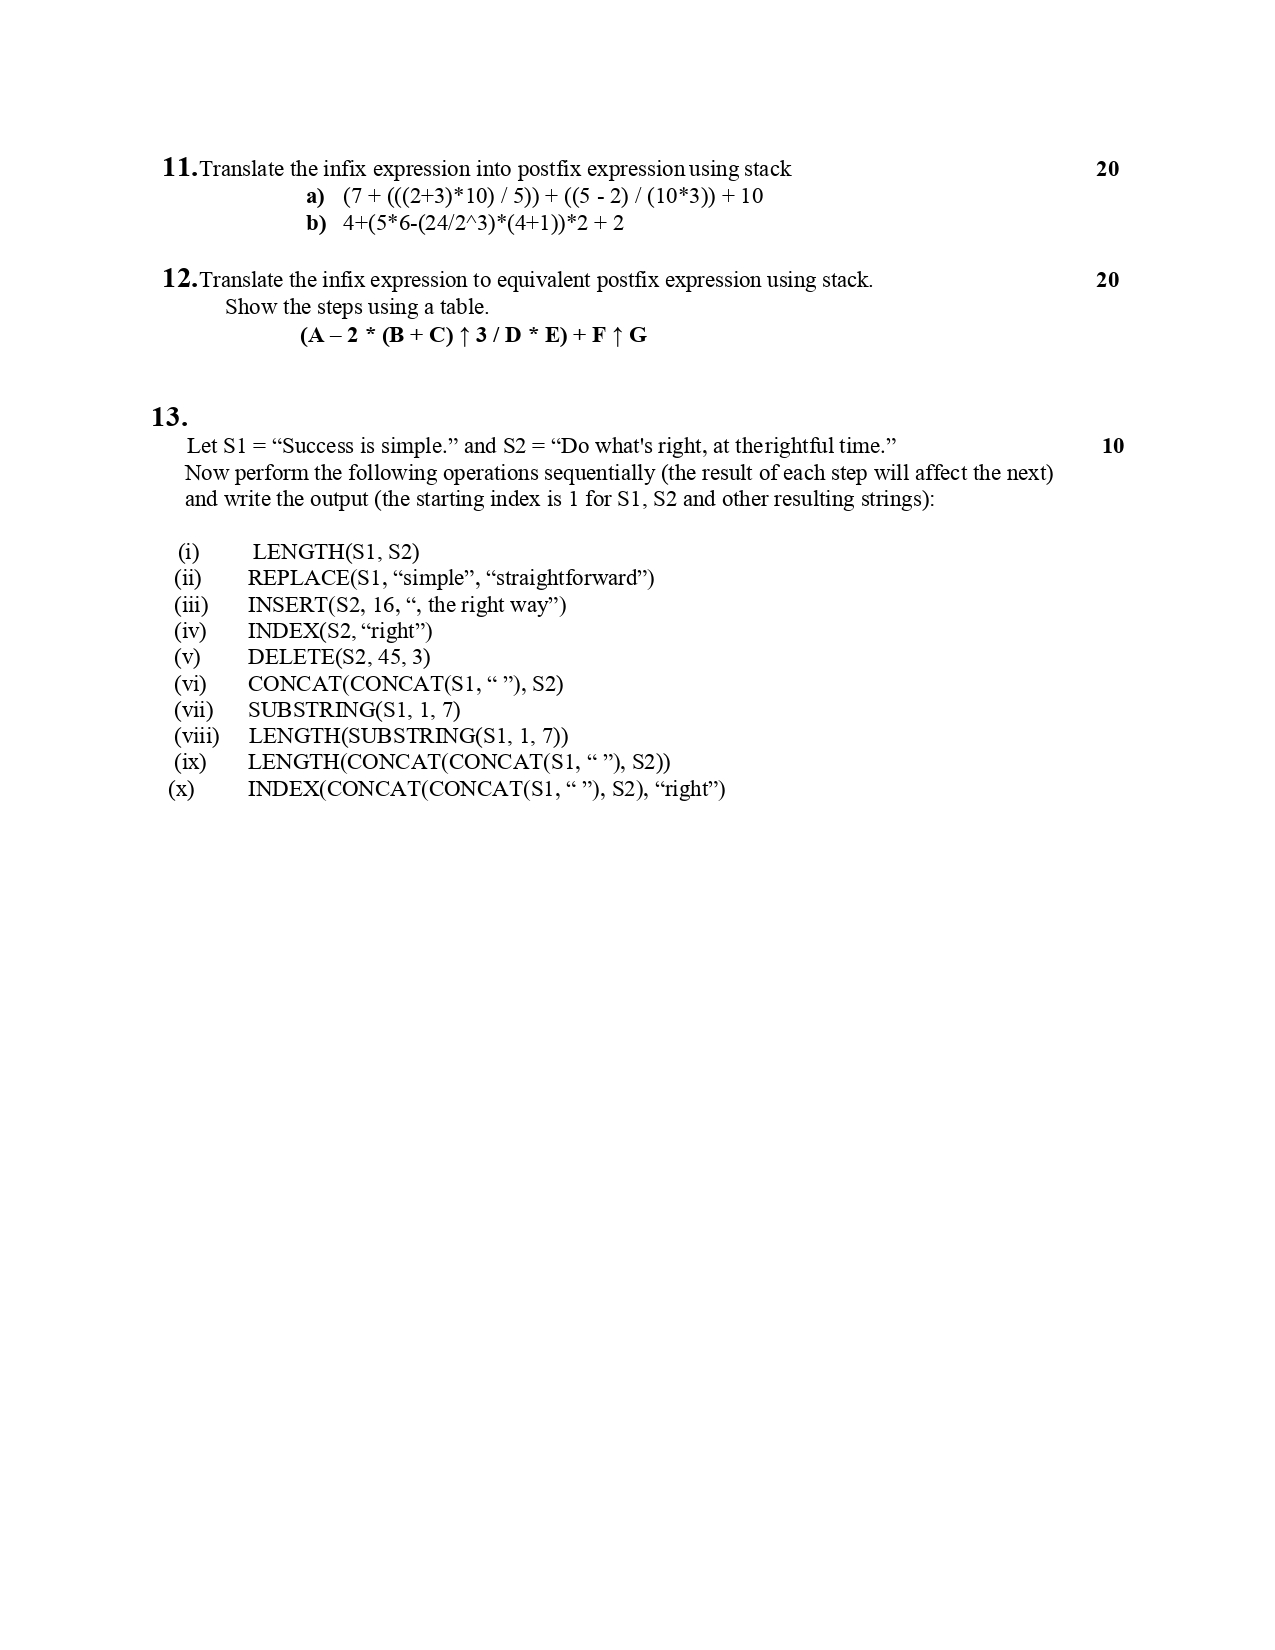 11.Translate the infix expression into postfix expression using stack 20
a) (7 + (((2+3)*10) / 5)) + ((5 - 2) / (10*3)) + 10
b) 4+(5*6-(24/2^3)*(4+1))*2 + 2
12.Translate the infix expression to equivalent postfix expression using stack. 20
Show the steps using a table.
(A – 2 * (B + C) ↑ 3 / D * E) + F ↑ G
13.
Let S1 = “Success is simple.” and S2 = “Do what's right, at therightful time.” 10
Now perform the following operations sequentially (the result of each step will affect the next)
and write the output (the starting index is 1 for S1, S2 and other resulting strings):
(i) LENGTH(S1, S2)
(ii) REPLACE(S1, “simple”, “straightforward”)
(iii) INSERT(S2, 16, “, the right way”)
(iv) INDEX(S2, “right”)
(v) DELETE(S2, 45, 3)
(vi) CONCAT(CONCAT(S1, “ ”), S2)
(vii) SUBSTRING(S1, 1, 7)
(viii) LENGTH(SUBSTRING(S1, 1, 7))
(ix) LENGTH(CONCAT(CONCAT(S1, “ ”), S2))
(x) INDEX(CONCAT(CONCAT(S1, “ ”), S2), “right”)